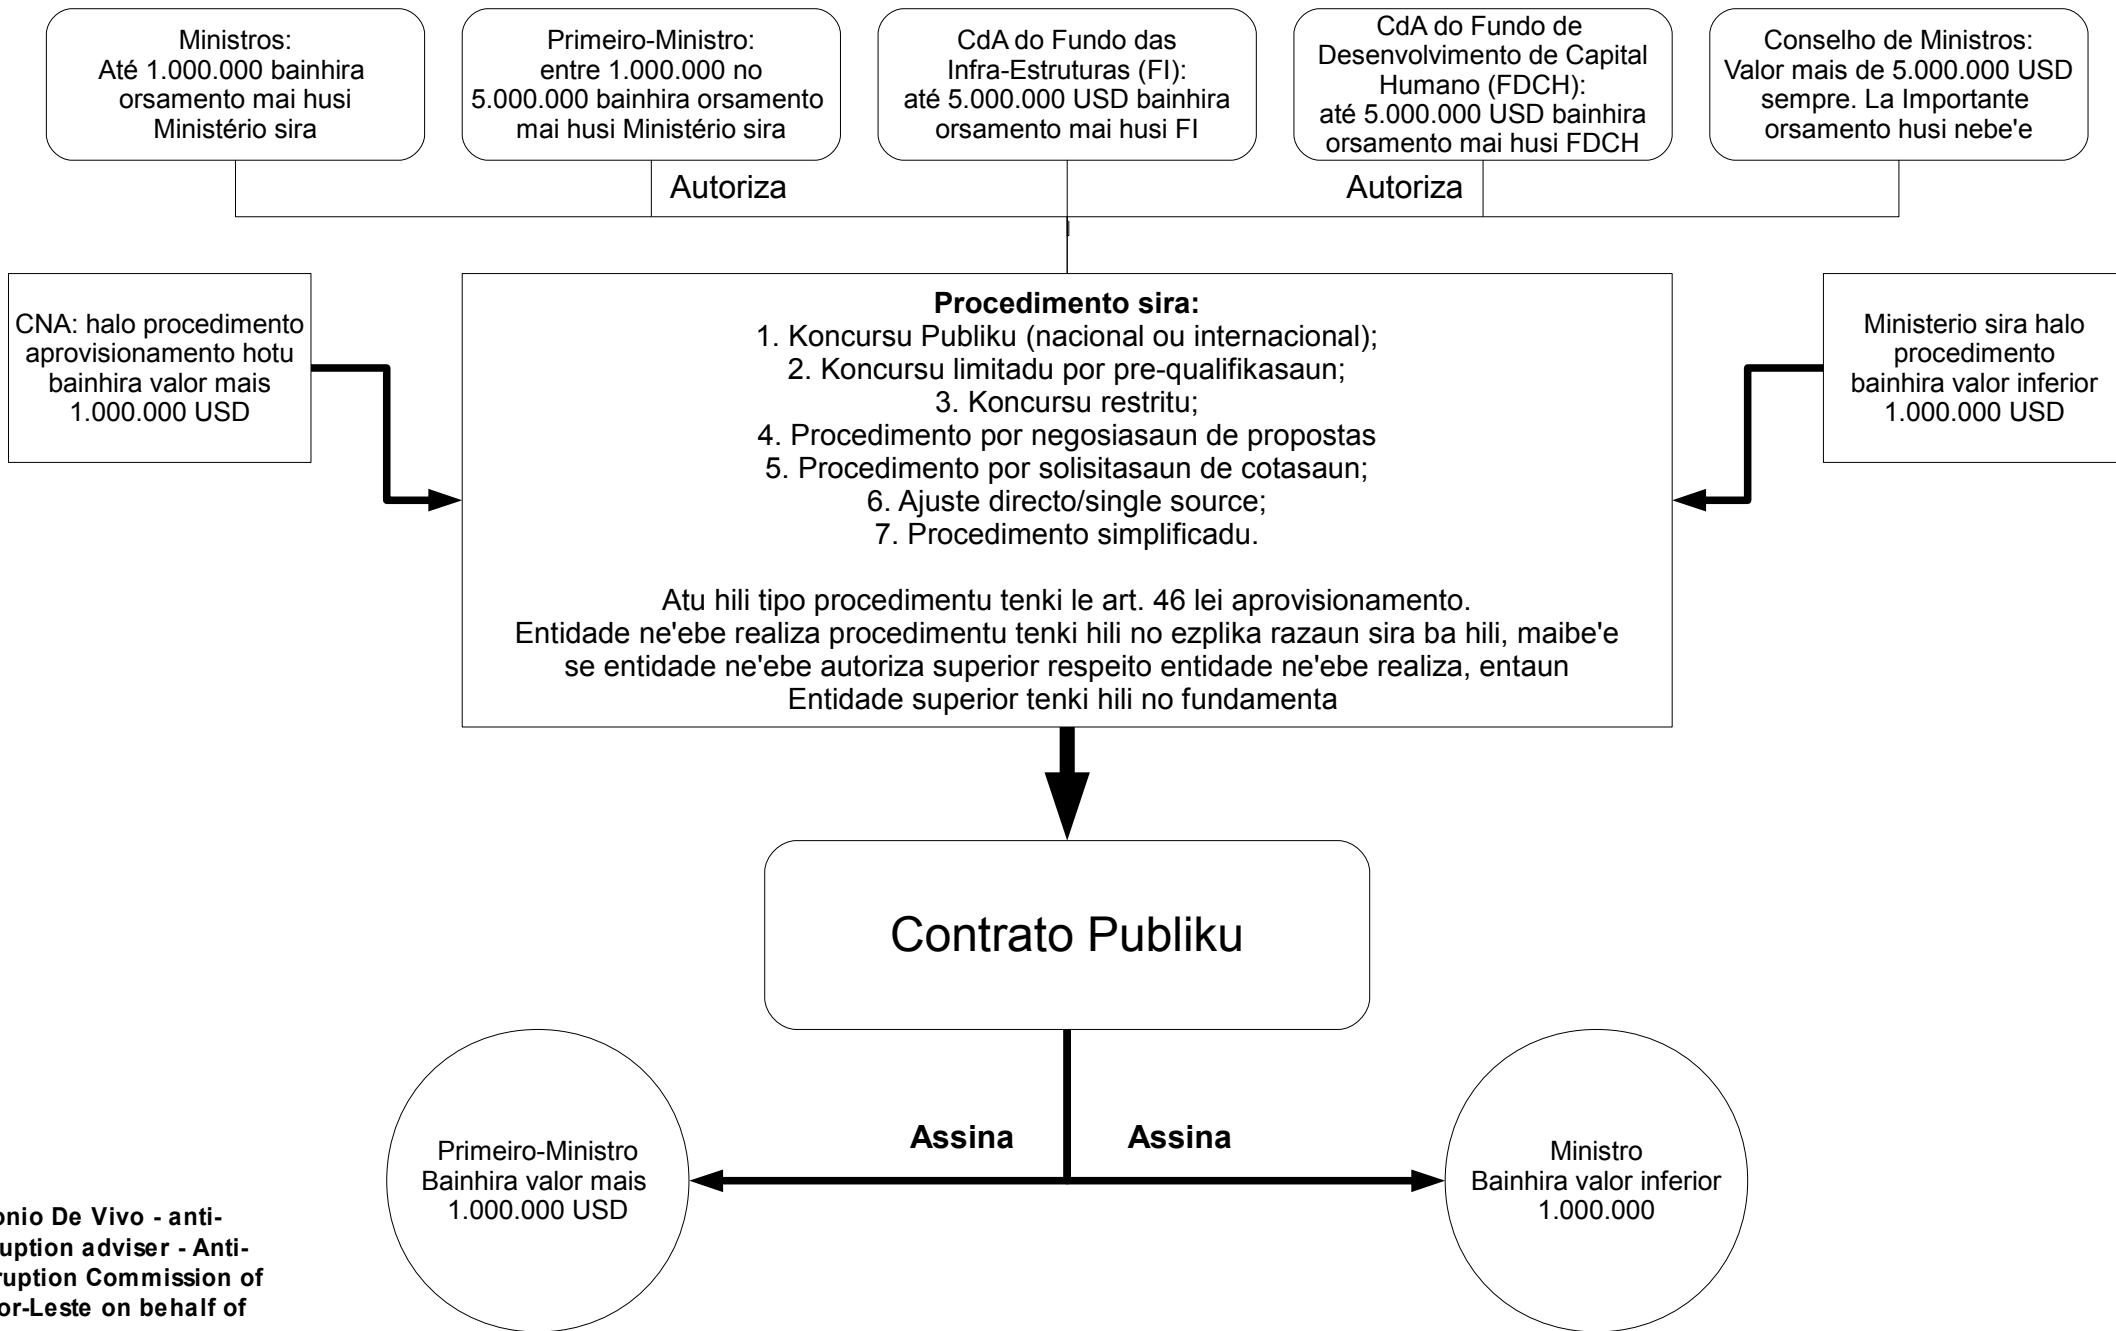 Ministros:
Até 1.000.000 bainhira
orsamento mai husi
Ministério sira
Primeiro-Ministro:
entre 1.000.000 no
5.000.000 bainhira orsamento
mai husi Ministério sira
CdA do Fundo das
Infra-Estruturas (FI):
até 5.000.000 USD bainhira
orsamento mai husi FI
CdA do Fundo de
Desenvolvimento de Capital
Humano (FDCH):
até 5.000.000 USD bainhira
orsamento mai husi FDCH
Conselho de Ministros:
Valor mais de 5.000.000 USD
sempre. La Importante
orsamento husi nebe'e
Autoriza
Autoriza
CNA: halo procedimento
aprovisionamento hotu
bainhira valor mais
1.000.000 USD
Procedimento sira:
1. Koncursu Publiku (nacional ou internacional);
2. Koncursu limitadu por pre-qualifikasaun;
3. Koncursu restritu;
4. Procedimento por negosiasaun de propostas
5. Procedimento por solisitasaun de cotasaun;
6. Ajuste directo/single source;
7. Procedimento simplificadu.
Atu hili tipo procedimentu tenki le art. 46 lei aprovisionamento.
Entidade ne'ebe realiza procedimentu tenki hili no ezplika razaun sira ba hili, maibe'e
se entidade ne'ebe autoriza superior respeito entidade ne'ebe realiza, entaun
Entidade superior tenki hili no fundamenta
Ministerio sira halo
procedimento
bainhira valor inferior
1.000.000 USD
Contrato Publiku
Assina
Assina
Primeiro-Ministro
Bainhira valor mais
1.000.000 USD
Ministro
Bainhira valor inferior
1.000.000
onio De Vivo - anti-
uption adviser - Anti-
ruption Commission of
or-Leste on behalf of